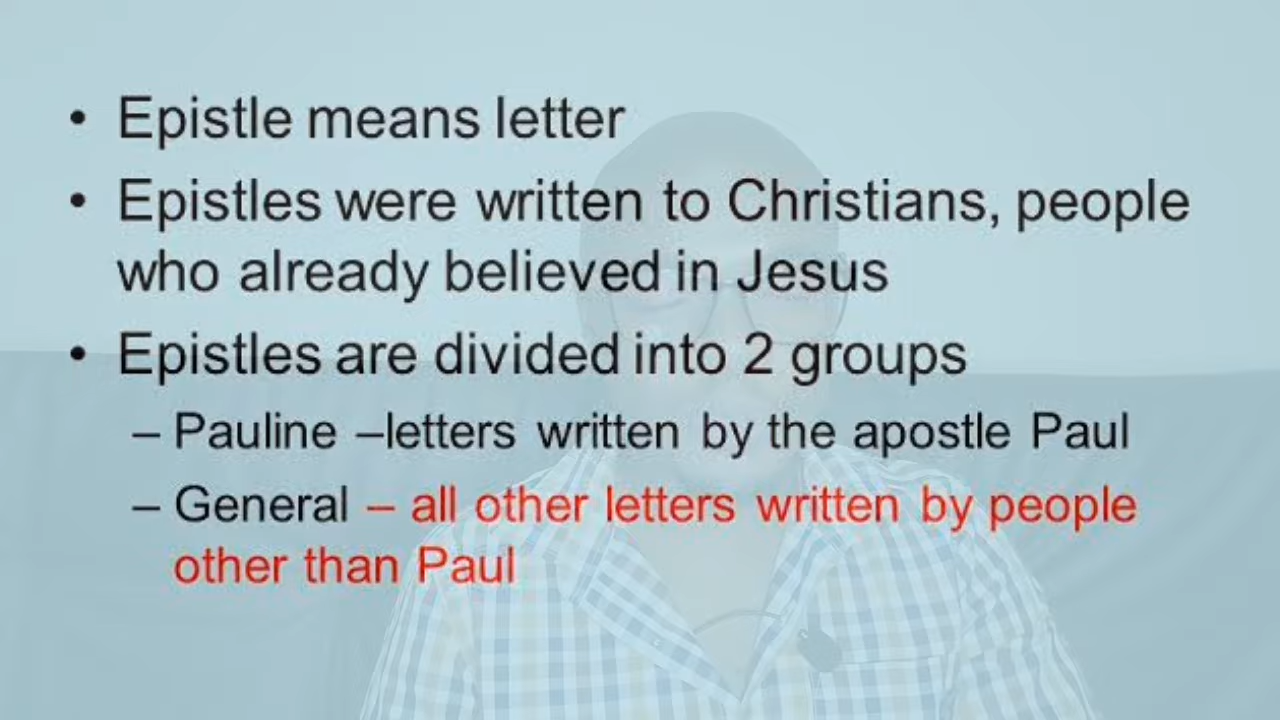 • Epistle means letter
• Epistles were written to Christians, people
who already believed in Jesus
• Epistles are divided into 2 groups
– Pauline –letters written by the apostle Paul
– General – all other letters written by people
other than Paul